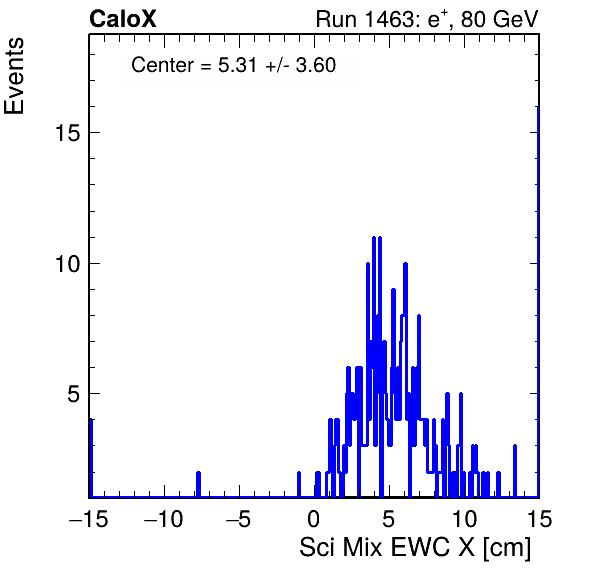 CaloX Run 1463: e⁺, 80 GeV
Center = 5.31 +/- 3.60
Events
15
10
5
−15 −10 −5 0 5 10 15
Sci Mix EWC X [cm]